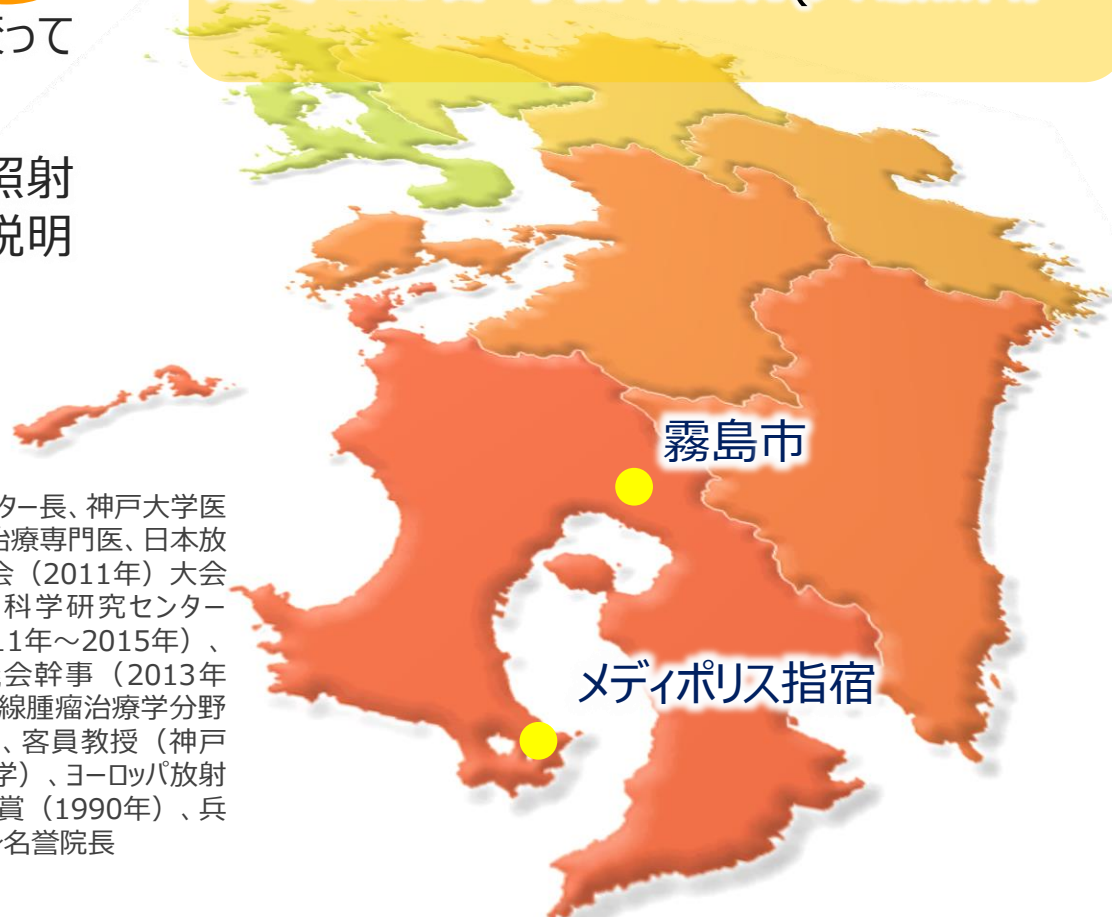 って
照射
説明
霧島市
メディポリス指宿
ター長、神戸大学医
治療専門医、日本放
会（2011年）大会
科学研究センター
11年～2015年）、
会幹事（2013年
線腫瘍治療学分野
、客員教授（神戸
学）、ヨーロッパ放射
賞（1990年）、兵
名誉院長